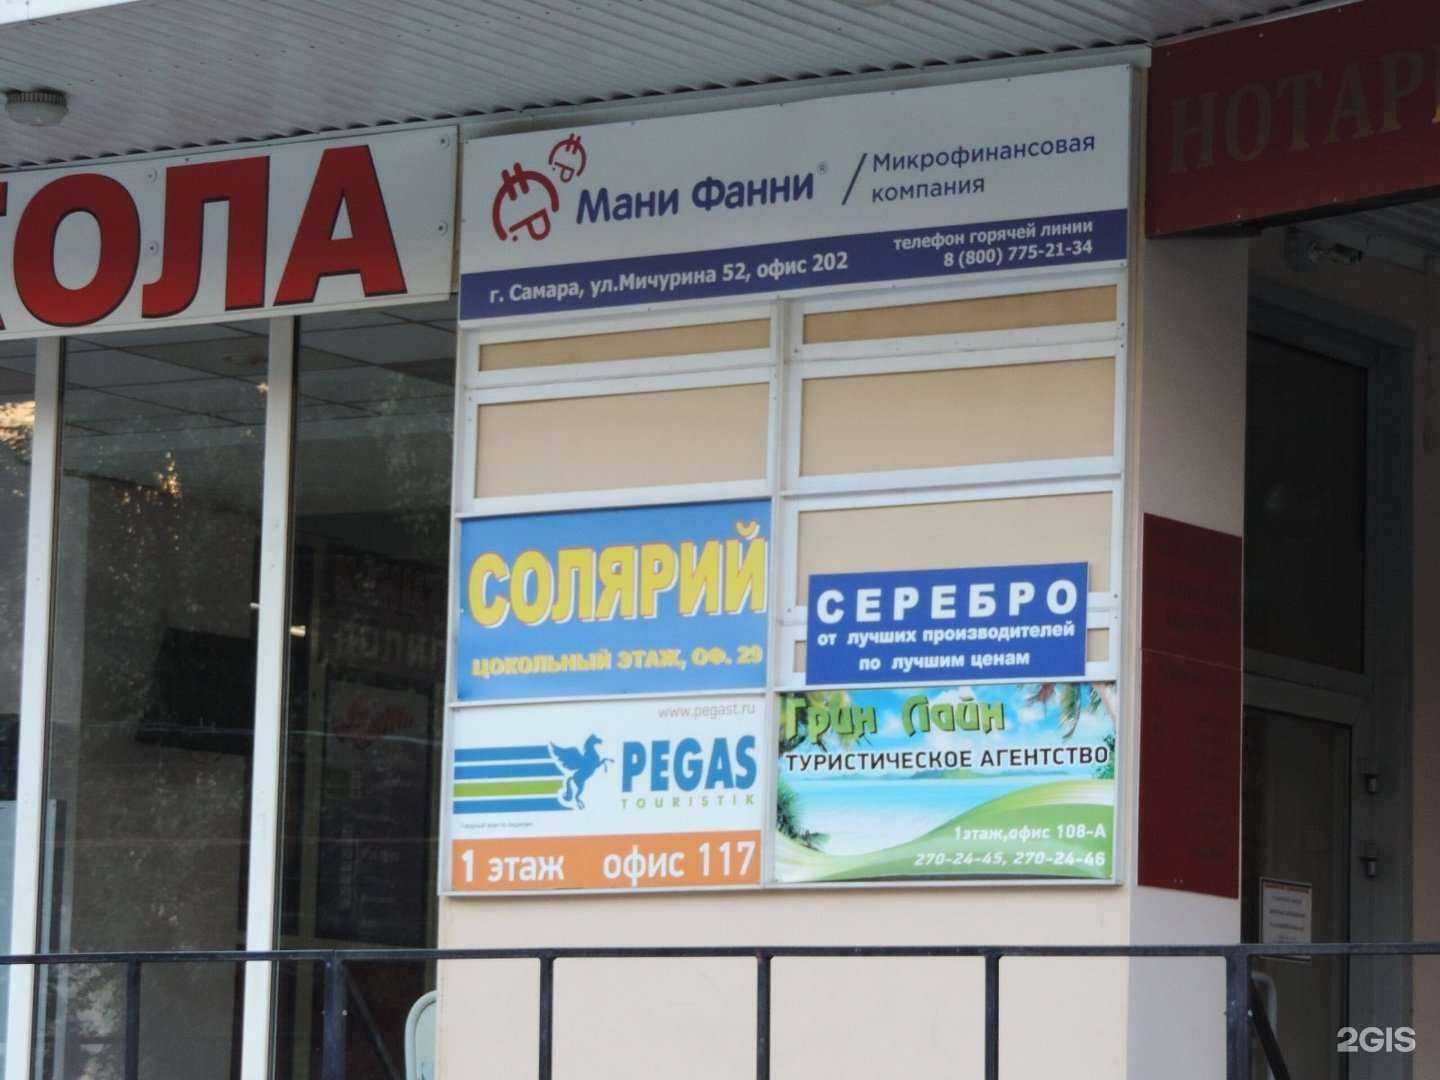 КОЛА
Мани Фанни®
Микрофинансовая
компания
г. Самара, ул.Мичурина 52, офис 202
телефон горячей линии
8 (800) 775-21-34
НОТАР
СОЛЯРИЙ
ЦОКОЛЬНЫЙ ЭТАЖ, ОФ. 29
СЕРЕБРО
от лучших производителей
по лучшим ценам
www.pegast.ru
PEGAS
TOURISTIK
1 этаж офис 117
Грин Лайн
ТУРИСТИЧЕСКОЕ АГЕНТСТВО
1этаж,офис 108-А
270-24-45, 270-24-46
2GIS